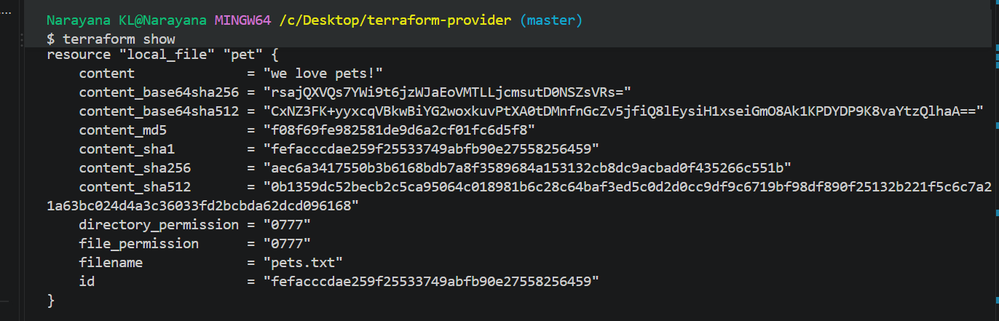 Narayana KL@Narayana MINGW64 /c/Desktop/terraform-provider (master)
$ terraform show
resource "local_file" "pet" {
    content              = "we love pets!"
    content_base64sha256 = "rsajQXVQs7YWi9t6jzWJaEoVMTLLjcmsutD0NSZsVRs="
    content_base64sha512 = "CxNZ3FK+yyxcqVBkwBiYG2woxkuvPtXA0tDMnfnGcZv5jfiQ8lEysiH1xseiGmO8Ak1KPDYDP9K8vaYtzQlhaA=="
    content_md5          = "f08f69fe982581de9d6a2cf01fc6d5f8"
    content_sha1         = "fefacccdae259f25533749abfb90e27558256459"
    content_sha256       = "aec6a3417550b3b6168bdb7a8f3589684a153132cb8dc9acbad0f435266c551b"
    content_sha512       = "0b1359dc52becb2c5ca95064c018981b6c28c64baf3ed5c0d2d0cc9df9c6719bf98df890f25132b221f5c6c7a2
1a63bc024d4a3c36033fd2bcbda62dcd096168"
    directory_permission = "0777"
    file_permission      = "0777"
    filename             = "pets.txt"
    id                   = "fefacccdae259f25533749abfb90e27558256459"
}